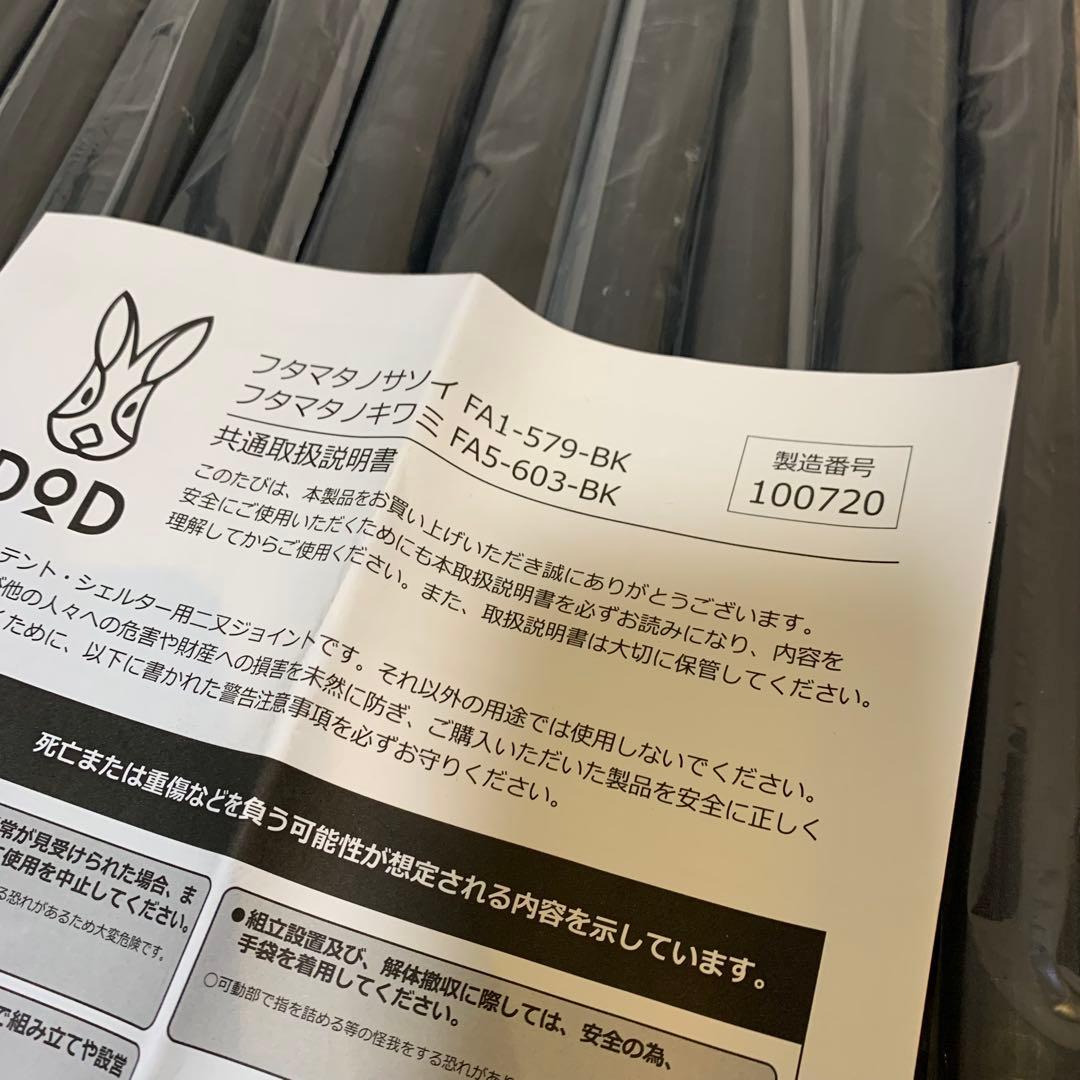 DOD
フタマタノサソイ FA1-579-BK
フタマタノキワミ FA5-603-BK
共通取扱説明書
製造番号
100720
このたびは、本製品をお買い上げいただき誠にありがとうございます。
安全にご使用いただくためにも本取扱説明書を必ずお読みになり、内容を
理解してからご使用ください。また、取扱説明書は大切に保管してください。
テント・シェルター用二又ジョイントです。それ以外の用途では使用しないでください。
他の人々への危害や財産への損害を未然に防ぎ、ご購入いただいた製品を安全に正しく
ために、以下に書かれた警告注意事項を必ずお守りください。
死亡または重傷などを負う可能性が想定される内容を示しています。
常が見受けられた場合、ま
使用を中止してください。
る恐れがあるため大変危険です。
●組立設置及び、解体撤収に際しては、安全の為、
手袋を着用してください。
○可動部で指を詰める等の怪我をする恐れがあり
ご組み立てや設営